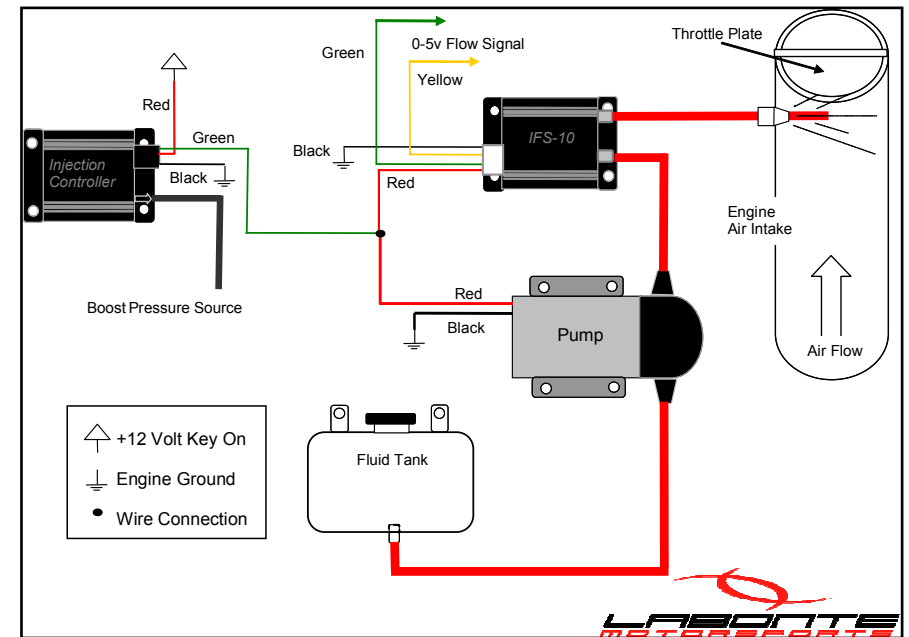 Throttle Plate
0-5v Flow Signal
Green
Yellow
Red
IFS-10
Green
Black
Injection
Controller
Black
Red
Engine
Air Intake
Boost Pressure Source
Red
Black
Pump
Air Flow
+12 Volt Key On
Engine Ground
Wire Connection
Fluid Tank
LABONTE
MOTORSPORTS